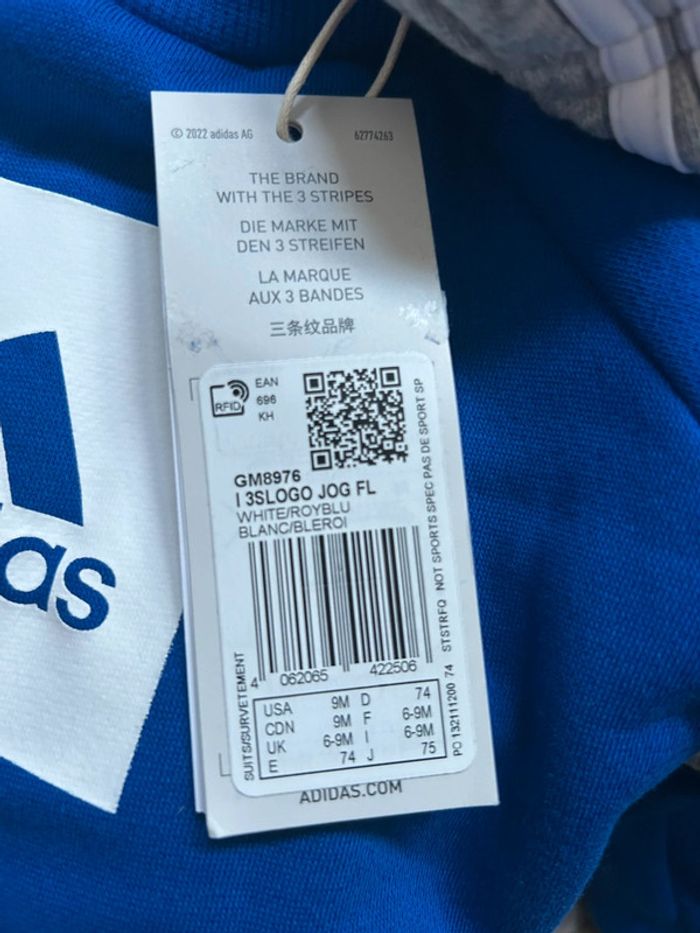 © 2022 adidas AG
62774263
THE BRAND
WITH THE 3 STRIPES
DIE MARKE MIT
DEN 3 STREIFEN
LA MARQUE
AUX 3 BANDES
三条纹品牌
RFID
EAN
696
KH
GM8976
I 3SLOGO JOG FL
WHITE/ROYBLU
BLANC/BLEROI
4 062065 422506
USA 9M D 74
CDN 9M F 6-9M
UK 6-9M I 6-9M
E 74 J 75
SUITS/SURVETEMENT
PO 132111200 74 STSTRFQ NOT SPORTS SPEC PAS DE SPORT SP
ADIDAS.COM
as